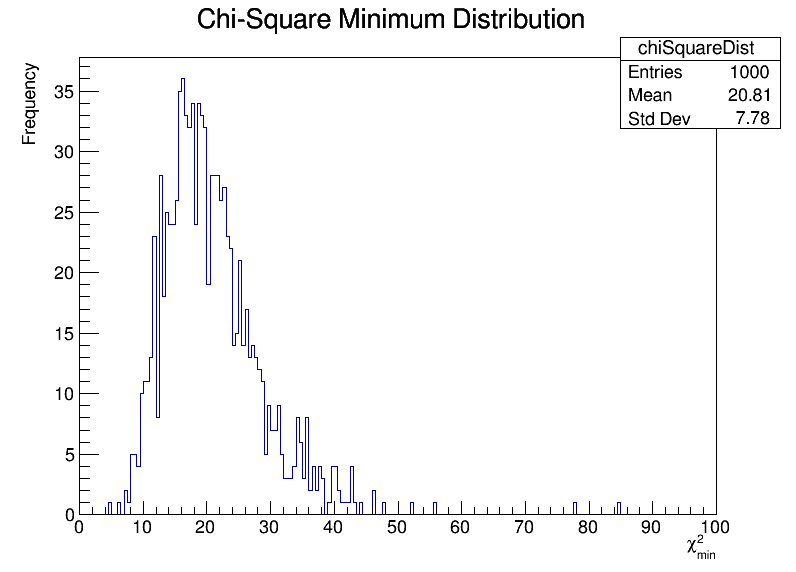 Chi-Square Minimum Distribution
chiSquareDist
Entries 1000
Mean 20.81
Std Dev 7.78
Frequency
35
30
25
20
15
10
5
0
0 10 20 30 40 50 60 70 80 90 100
χ²min